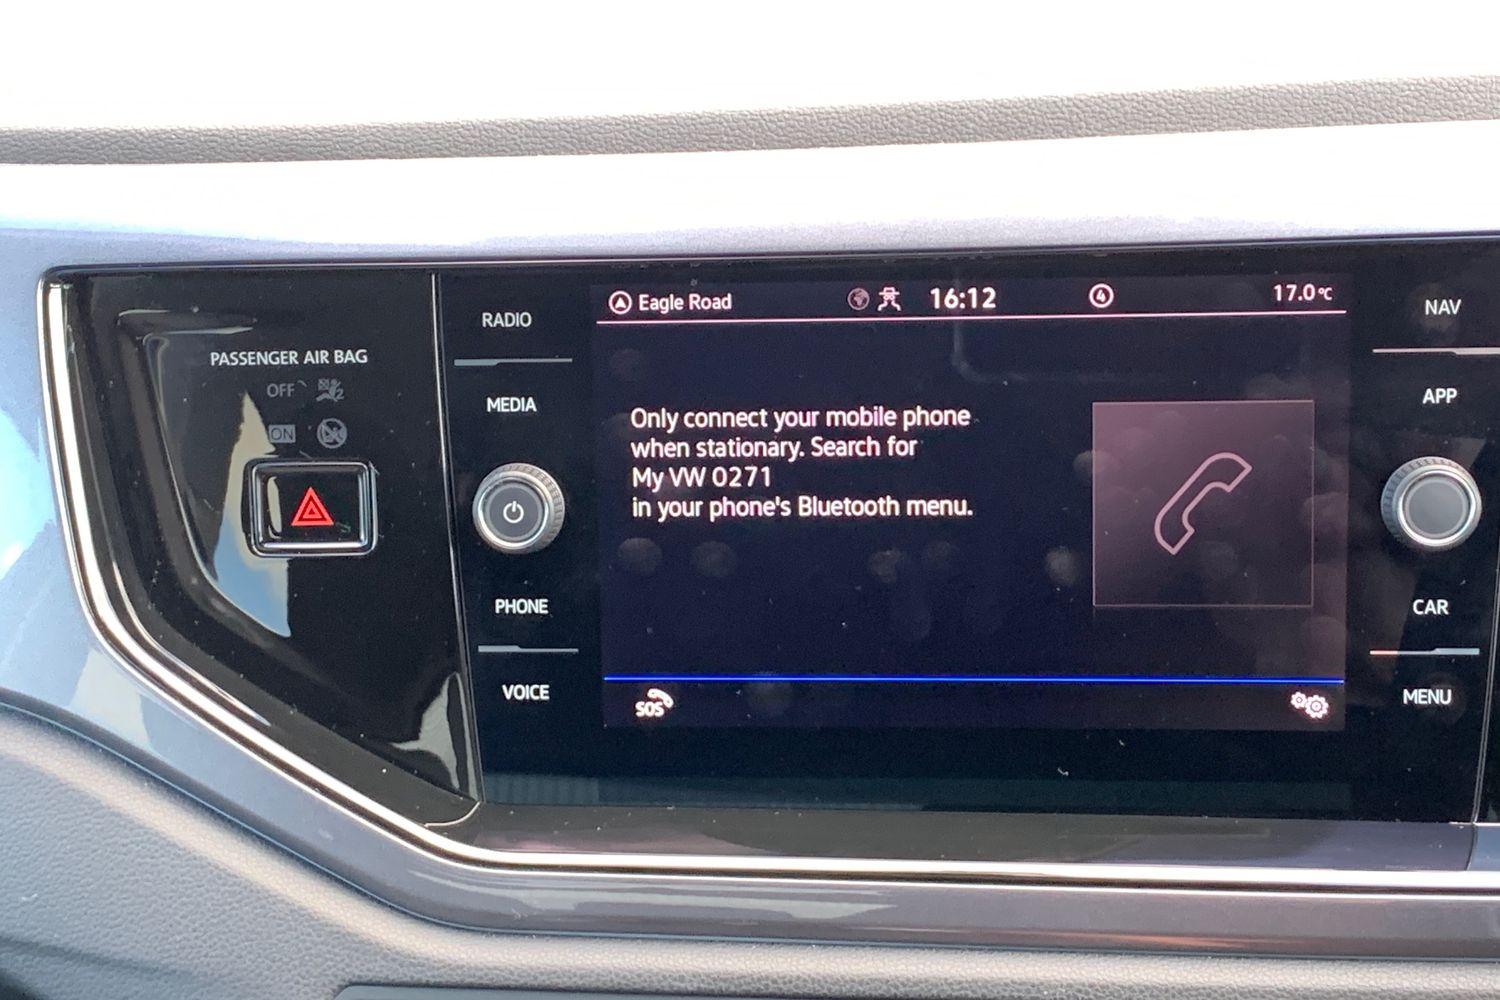 PASSENGER AIR BAG
OFF
ON
RADIO
MEDIA
PHONE
VOICE
Eagle Road
16:12
4
17.0°C
Only connect your mobile phone
when stationary. Search for
My VW 0271
in your phone's Bluetooth menu.
SOS
NAV
APP
CAR
MENU